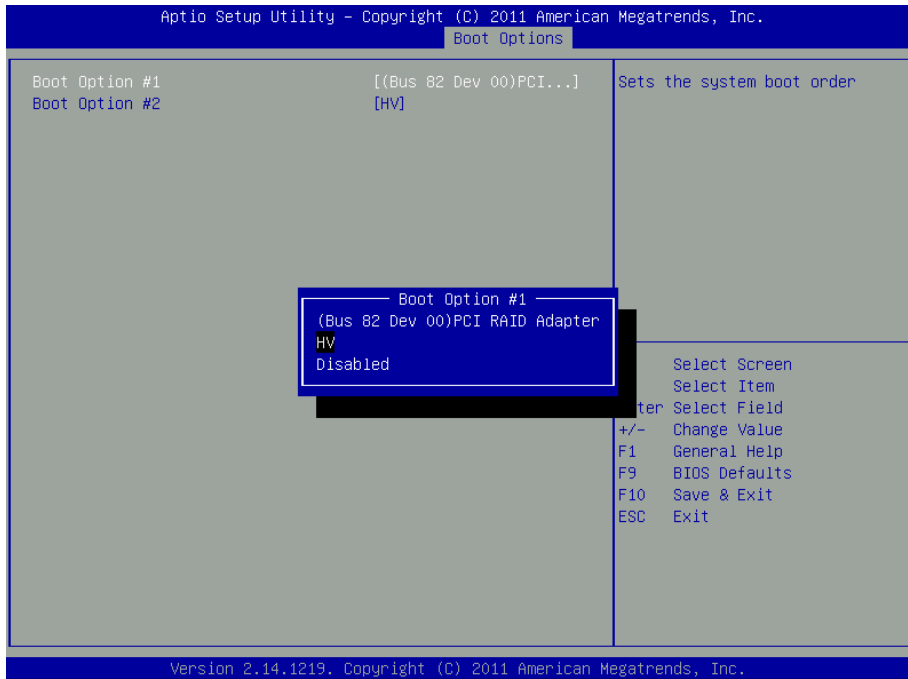 Aptio Setup Utility – Copyright (C) 2011 American Megatrends, Inc.
Boot Options
Boot Option #1 [(Bus 82 Dev 00)PCI...]
Boot Option #2 [HV]
Sets the system boot order
Boot Option #1
(Bus 82 Dev 00)PCI RAID Adapter
HV
Disabled
Select Screen
Select Item
ter Select Field
+/- Change Value
F1 General Help
F9 BIOS Defaults
F10 Save & Exit
ESC Exit
Version 2.14.1219. Copyright (C) 2011 American Megatrends, Inc.